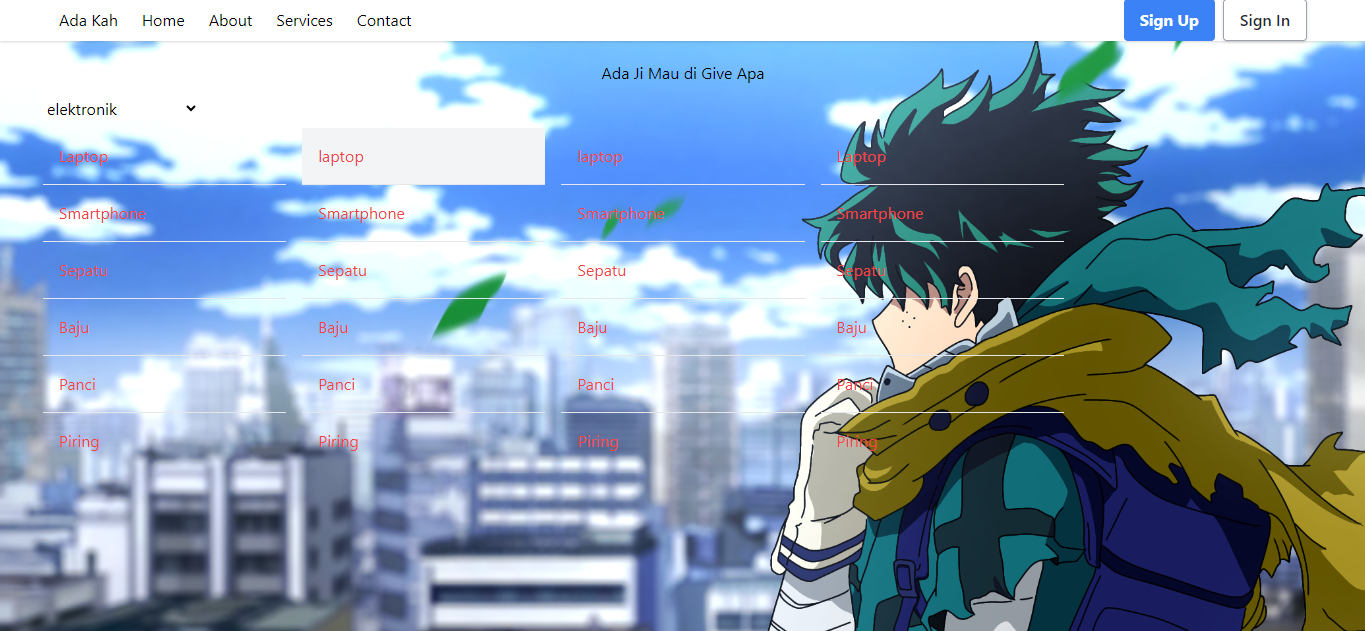 Ada Kah Home About Services Contact Sign Up Sign In
Ada Ji Mau di Give Apa
elektronik
Laptop laptop laptop Laptop
Smartphone Smartphone Smartphone Smartphone
Sepatu Sepatu Sepatu Sepatu
Baju Baju Baju Baju
Panci Panci Panci Panci
Piring Piring Piring Piring